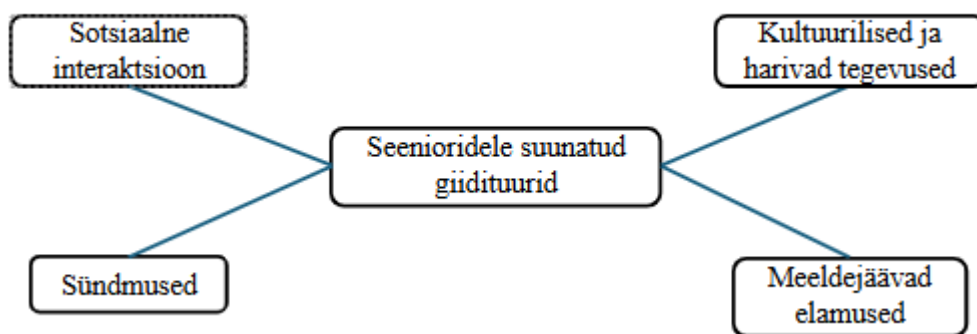 Sotsiaalne
interaktsioon
Kultuurilised ja
harivad tegevused
Seenioridele suunatud
giidituurid
Sündmused
Meeldejäävad
elamused